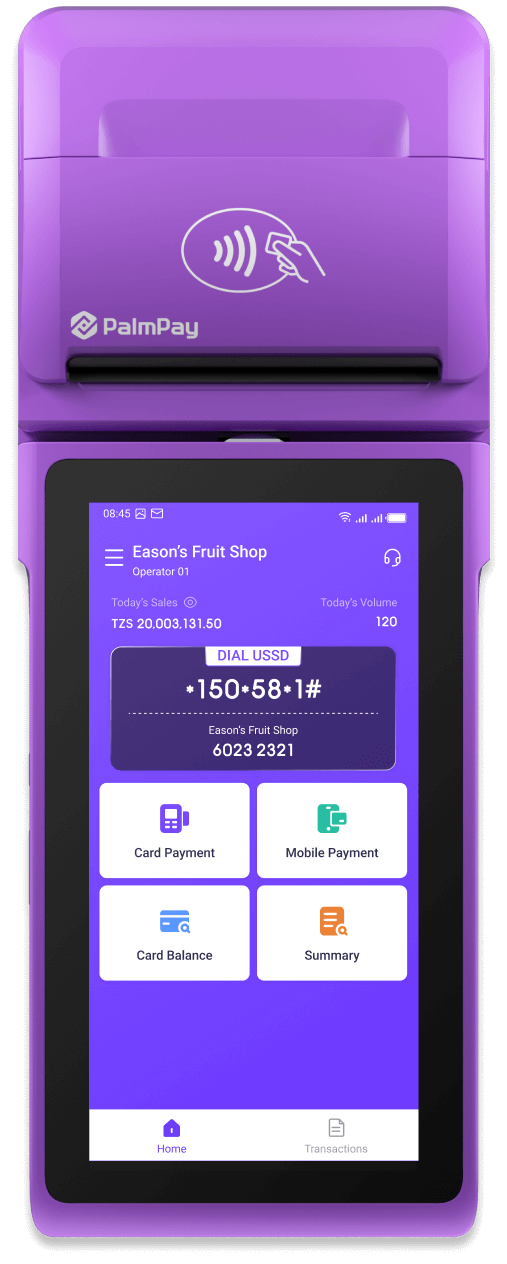 PalmPay
08:45
Eason's Fruit Shop
Operator 01
Today's Sales Today's Volume
TZS 20,003,131.50 120
DIAL USSD
*150*58*1#
Eason's Fruit Shop
6023 2321
Card Payment Mobile Payment
Card Balance Summary
Home Transactions